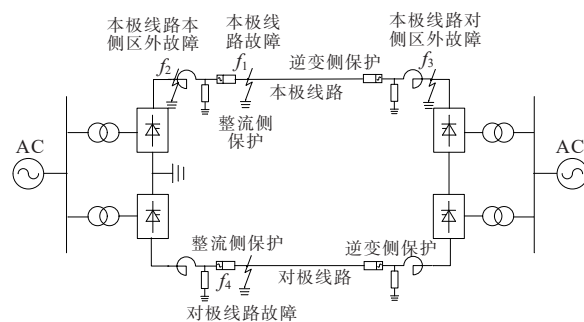 本极线路本
侧区外故障
f2
本极线
路故障
f1
逆变侧保护
本极线路对
侧区外故障
f3
本极线路
整流侧
保护
AC
AC
整流侧保护
逆变侧保护
f4
对极线路
对极线路故障